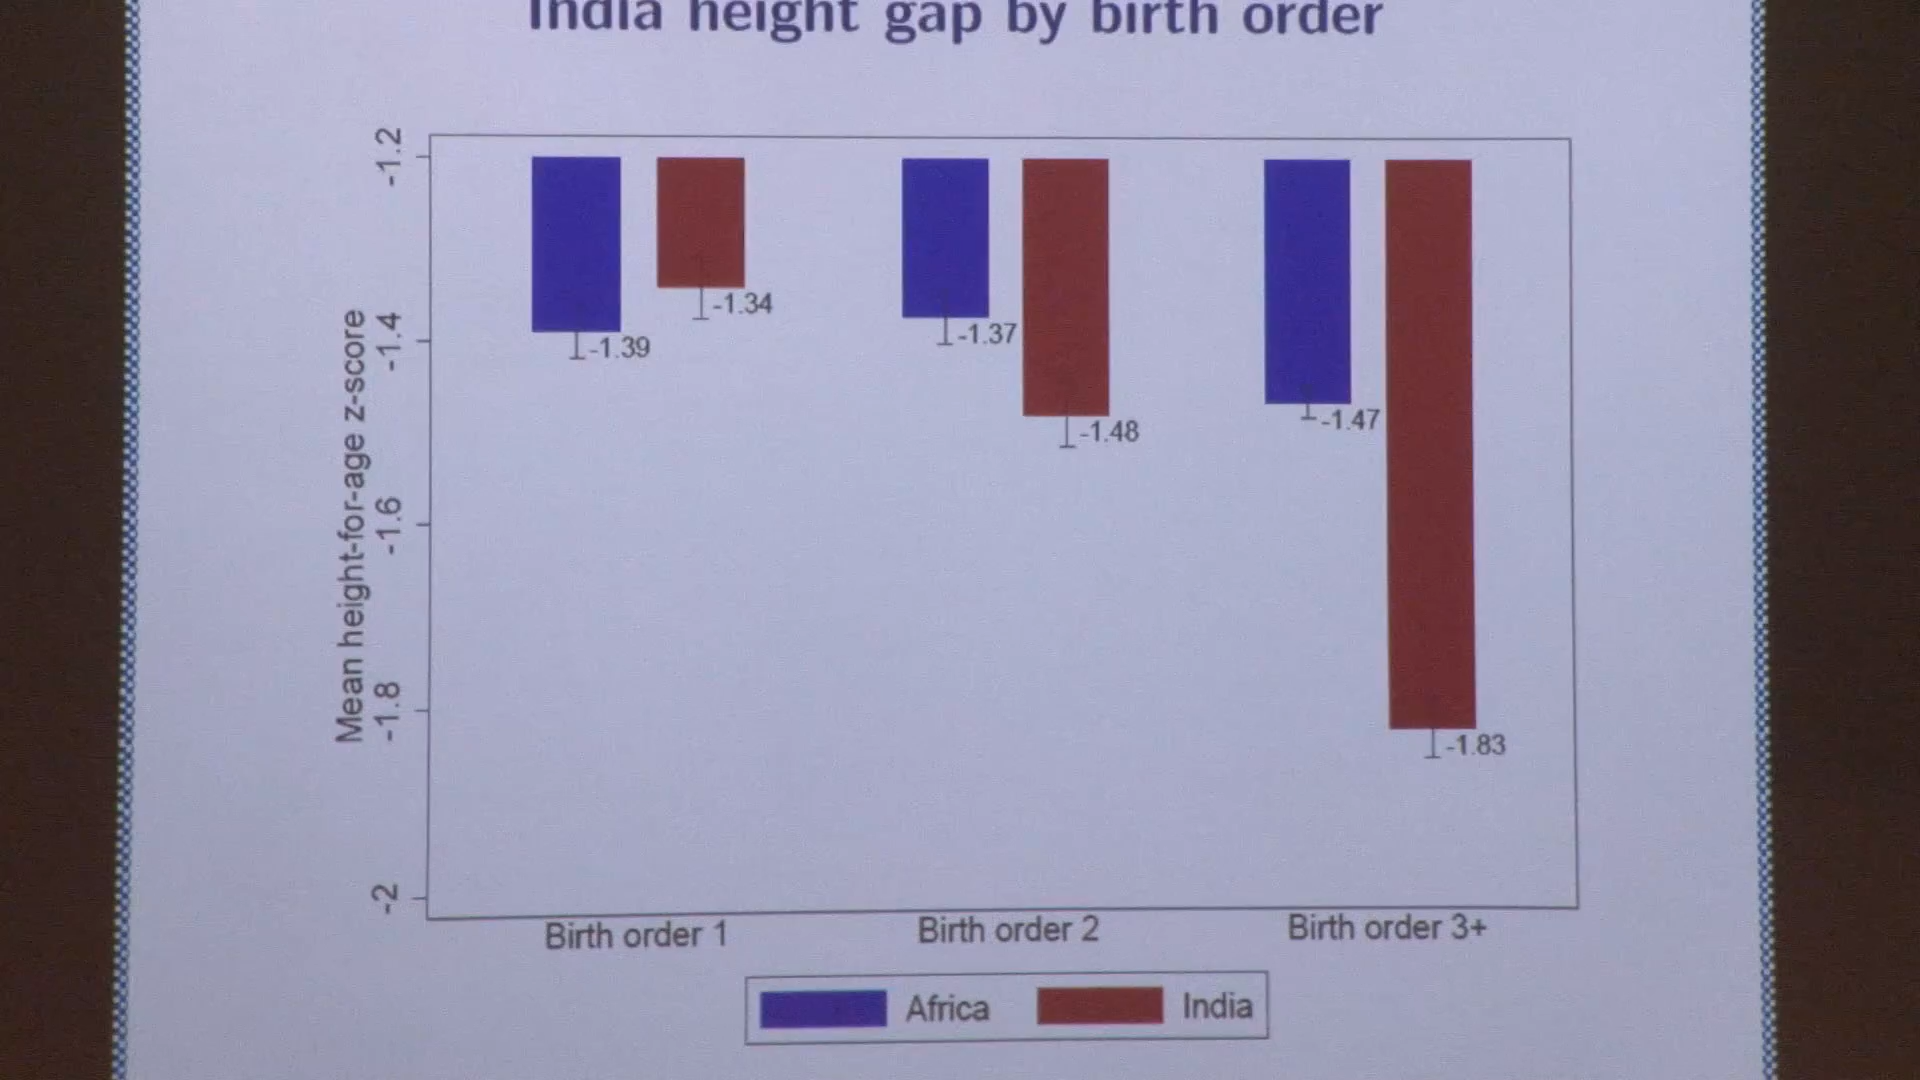 India height gap by birth order
-1.2
-1.4
-1.6
-1.8
-2
Mean height-for-age z-score
-1.39
-1.34
-1.37
-1.48
-1.47
-1.83
Birth order 1
Birth order 2
Birth order 3+
Africa
India